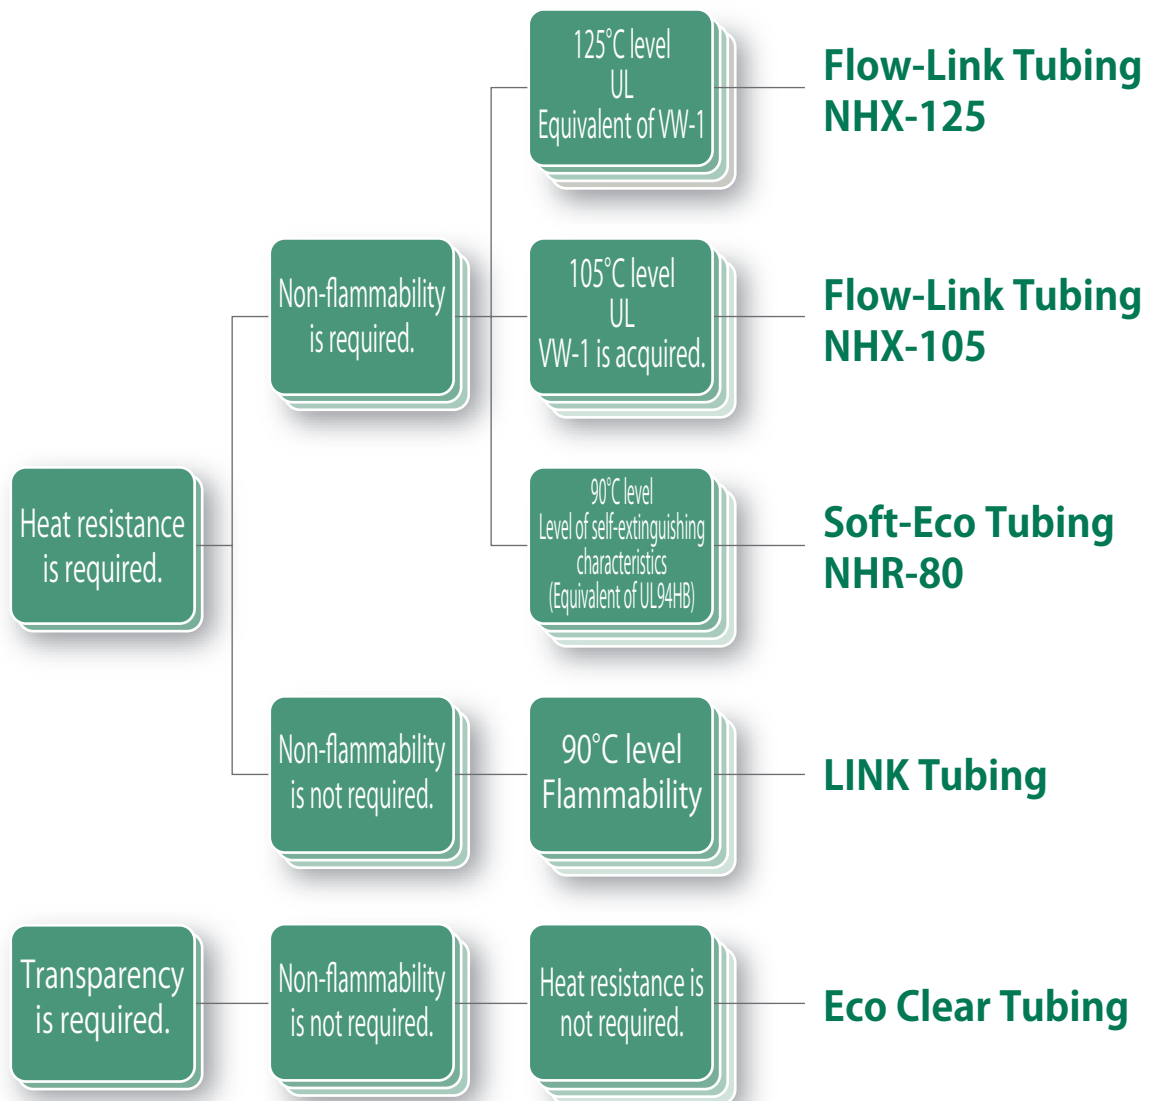 125°C level
UL
Equivalent of VW-1
Flow-Link Tubing
NHX-125
Non-flammability
is required.
105°C level
UL
VW-1 is acquired.
Flow-Link Tubing
NHX-105
Heat resistance
is required.
90°C level
Level of self-extinguishing
characteristics
(Equivalent of UL94HB)
Soft-Eco Tubing
NHR-80
Non-flammability
is not required.
90°C level
Flammability
LINK Tubing
Transparency
is required.
Non-flammability
is not required.
Heat resistance is
not required.
Eco Clear Tubing